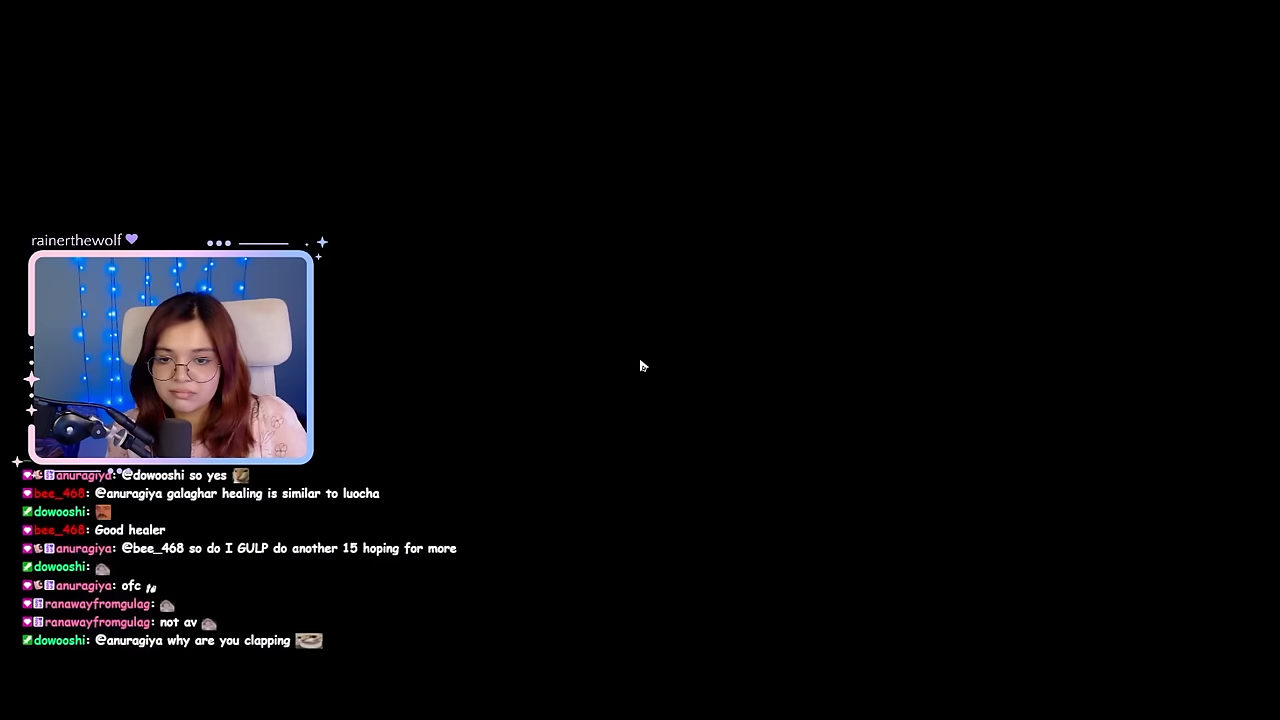 rainerthewolf
anuragiya: @dowooshi so yes
bee_468: @anuragiya galaghar healing is similar to luocha
dowooshi:
bee_468: Good healer
anuragiya: @bee_468 so do I GULP do another 15 hoping for more
dowooshi:
anuragiya: ofc
ranawayfromgulag:
ranawayfromgulag: not av
dowooshi: @anuragiya why are you clapping